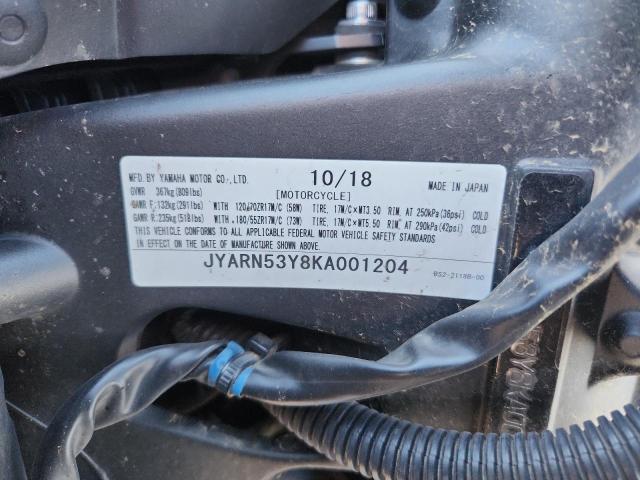 MFD.BY YAMAHA MOTOR CO.,LTD. 10/18 MADE IN JAPAN
GVWR 367kg(809lbs) [MOTORCYCLE]
GAWR F:132kg(291lbs) WITH 120/70ZR17M/C (58W) TIRE, 17M/C×MT3.50 RIM, AT 250kPa(36psi) COLD
GAWR R:235kg(518lbs) WITH 180/55ZR17M/C (73W) TIRE, 17M/C×MT5.50 RIM, AT 290kPa(42psi) COLD
THIS VEHICLE CONFORMS TO ALL APPLICABLE FEDERAL MOTOR VEHICLE SAFETY STANDARDS
IN EFFECT ON THE DATE OF MANUFACTURE SHOWN ABOVE.
JYARN53Y8KA001204 BS2-2118B-00